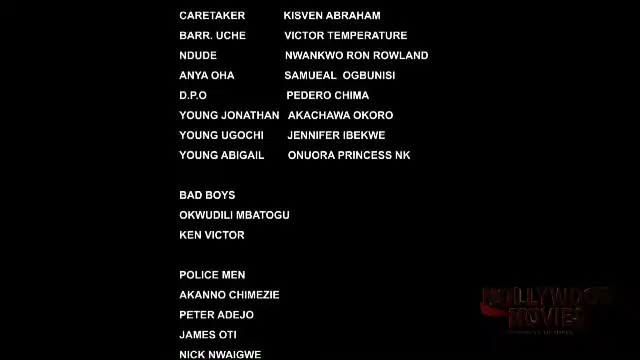 CARETAKER KISVEN ABRAHAM
BARR. UCHE VICTOR TEMPERATURE
NDUDE NWANKWO RON ROWLAND
ANYA OHA SAMUEAL OGBUNISI
D.P.O PEDERO CHIMA
YOUNG JONATHAN AKACHAWA OKORO
YOUNG UGOCHI JENNIFER IBEKWE
YOUNG ABIGAIL ONUORA PRINCESS NK
BAD BOYS
OKWUDILI MBATOGU
KEN VICTOR
POLICE MEN
AKANNO CHIMEZIE
PETER ADEJO
JAMES OTI
NICK NWAIGWE